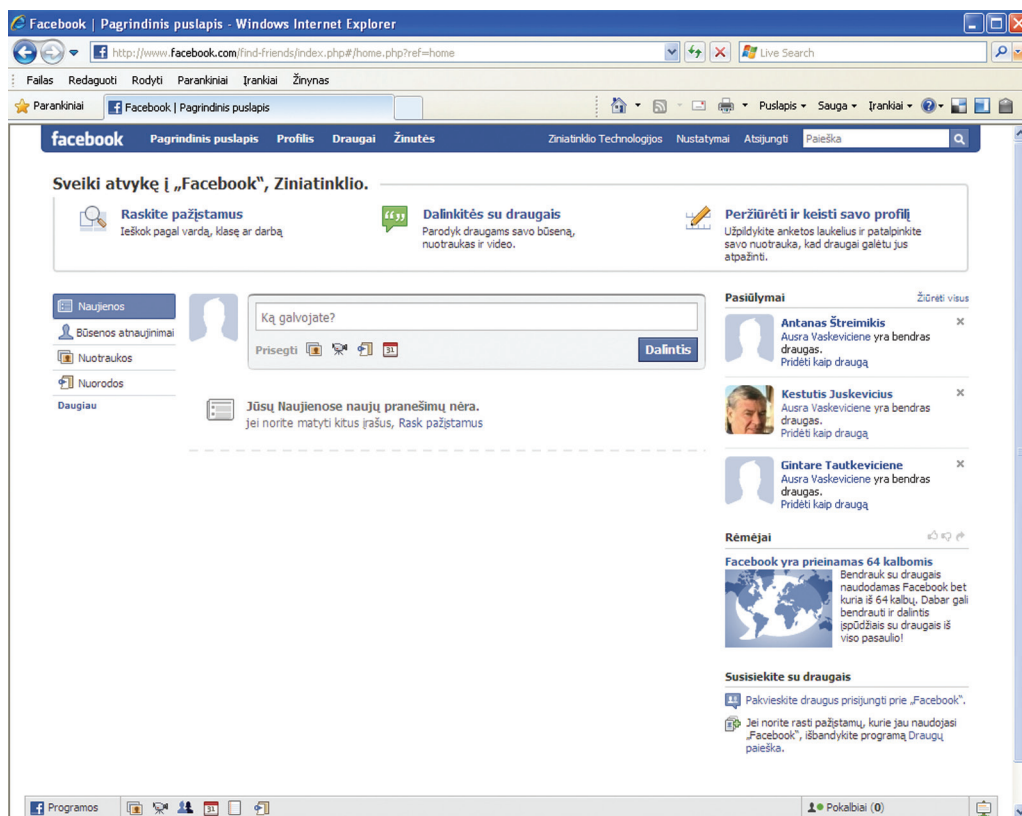 Facebook | Pagrindinis puslapis - Windows Internet Explorer
http://www.facebook.com/find-friends/index.php#/home.php?ref=home
Live Search
Failas Redaguoti Rodyti Parankiniai Įrankiai Žinynas
Parankiniai
Facebook | Pagrindinis puslapis
Puslapis Sauga Įrankiai
facebook Pagrindinis puslapis Profilis Draugai Žinutės
Ziniatinklio Technologijos Nustatymai Atsijungti Paieška
Sveiki atvykę į „Facebook“, Ziniatinklio.
Raskite pažįstamus
Ieškok pagal vardą, klasę ar darbą
Dalinkitės su draugais
Parodyk draugams savo būseną,
nuotraukas ir video.
Peržiūrėti ir keisti savo profilį
Užpildykite anketos laukelius ir patalpinkite
savo nuotrauka, kad draugai galėtu jus
atpažinti.
Naujienos
Būsenos atnaujinimai
Nuotraukos
Nuorodos
Daugiau
Ką galvojate?
Prisegti
31
Dalintis
Jūsų Naujienose naujų pranešimų nėra.
jei norite matyti kitus įrašus, Rask pažįstamus
Pasiūlymai Žiūrėti visus
Antanas Štreimikis
Ausra Vaskeviciene yra bendras
draugas.
Pridėti kaip draugą
Kestutis Juskevicius
Ausra Vaskeviciene yra bendras
draugas.
Pridėti kaip draugą
Gintare Tautkeviciene
Ausra Vaskeviciene yra bendras
draugas.
Pridėti kaip draugą
Rėmėjai
Facebook yra prieinamas 64 kalbomis
Bendrauk su draugais
naudodamas Facebook bet
kuria iš 64 kalbų. Dabar gali
bendrauti ir dalintis
įspūdžiais su draugais iš
viso pasaulio!
Susisiekite su draugais
Pakvieskite draugus prisijungti prie „Facebook“.
Jei norite rasti pažįstamų, kurie jau naudojasi
„Facebook“, išbandykite programą Draugų
paieška.
Programos
31
Pokalbiai (0)